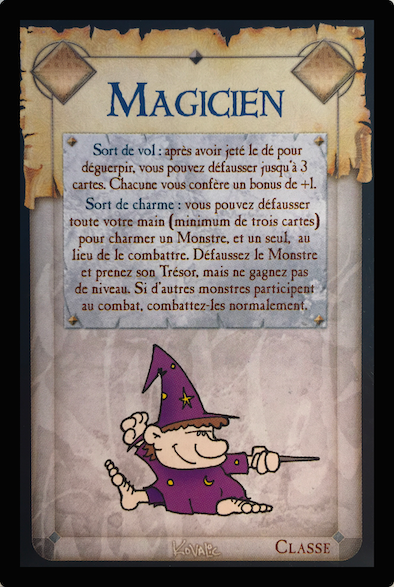 Magicien
Sort de vol : après avoir jeté le dé pour
déguerpir, vous pouvez défausser jusqu'à 3
cartes. Chacune vous confère un bonus de +1.
Sort de charme : vous pouvez défausser
toute votre main (minimum de trois cartes)
pour charmer un Monstre, et un seul, au
lieu de le combattre. Défaussez le Monstre
et prenez son Trésor, mais ne gagnez pas
de niveau. Si d'autres monstres participent
au combat, combattez-les normalement.
Kovalic
Classe